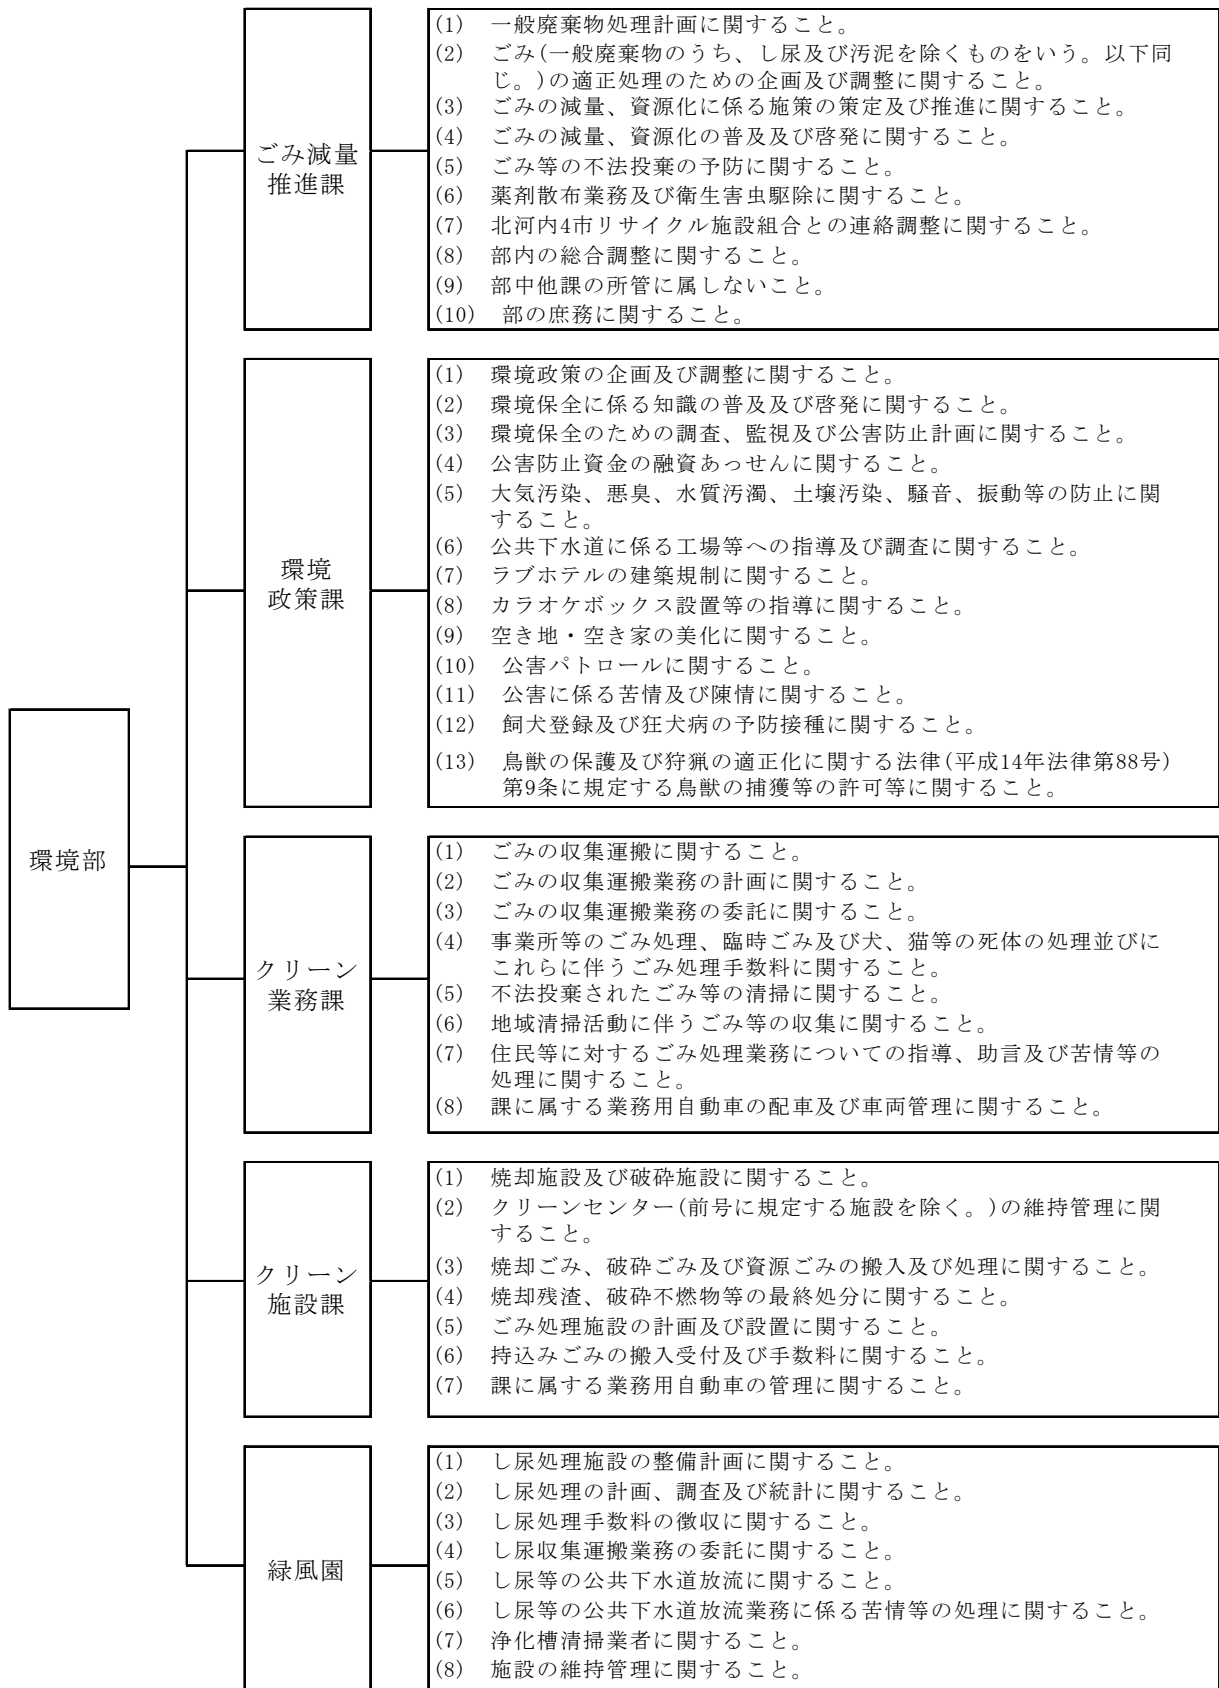 環境部
ごみ減量
推進課
(1) 一般廃棄物処理計画に関すること。
(2) ごみ(一般廃棄物のうち、し尿及び汚泥を除くものをいう。以下同
じ。)の適正処理のための企画及び調整に関すること。
(3) ごみの減量、資源化に係る施策の策定及び推進に関すること。
(4) ごみの減量、資源化の普及及び啓発に関すること。
(5) ごみ等の不法投棄の予防に関すること。
(6) 薬剤散布業務及び衛生害虫駆除に関すること。
(7) 北河内4市リサイクル施設組合との連絡調整に関すること。
(8) 部内の総合調整に関すること。
(9) 部中他課の所管に属しないこと。
(10) 部の庶務に関すること。
環境
政策課
(1) 環境政策の企画及び調整に関すること。
(2) 環境保全に係る知識の普及及び啓発に関すること。
(3) 環境保全のための調査、監視及び公害防止計画に関すること。
(4) 公害防止資金の融資あっせんに関すること。
(5) 大気汚染、悪臭、水質汚濁、土壌汚染、騒音、振動等の防止に関
すること。
(6) 公共下水道に係る工場等への指導及び調査に関すること。
(7) ラブホテルの建築規制に関すること。
(8) カラオケボックス設置等の指導に関すること。
(9) 空き地・空き家の美化に関すること。
(10) 公害パトロールに関すること。
(11) 公害に係る苦情及び陳情に関すること。
(12) 飼犬登録及び狂犬病の予防接種に関すること。
(13) 鳥獣の保護及び狩猟の適正化に関する法律(平成14年法律第88号)
第9条に規定する鳥獣の捕獲等の許可等に関すること。
クリーン
業務課
(1) ごみの収集運搬に関すること。
(2) ごみの収集運搬業務の計画に関すること。
(3) ごみの収集運搬業務の委託に関すること。
(4) 事業所等のごみ処理、臨時ごみ及び犬、猫等の死体の処理並びに
これらに伴うごみ処理手数料に関すること。
(5) 不法投棄されたごみ等の清掃に関すること。
(6) 地域清掃活動に伴うごみ等の収集に関すること。
(7) 住民等に対するごみ処理業務についての指導、助言及び苦情等の
処理に関すること。
(8) 課に属する業務用自動車の配車及び車両管理に関すること。
クリーン
施設課
(1) 焼却施設及び破砕施設に関すること。
(2) クリーンセンター(前号に規定する施設を除く。)の維持管理に関
すること。
(3) 焼却ごみ、破砕ごみ及び資源ごみの搬入及び処理に関すること。
(4) 焼却残渣、破砕不燃物等の最終処分に関すること。
(5) ごみ処理施設の計画及び設置に関すること。
(6) 持込みごみの搬入受付及び手数料に関すること。
(7) 課に属する業務用自動車の管理に関すること。
緑風園
(1) し尿処理施設の整備計画に関すること。
(2) し尿処理の計画、調査及び統計に関すること。
(3) し尿処理手数料の徴収に関すること。
(4) し尿収集運搬業務の委託に関すること。
(5) し尿等の公共下水道放流に関すること。
(6) し尿等の公共下水道放流業務に係る苦情等の処理に関すること。
(7) 浄化槽清掃業者に関すること。
(8) 施設の維持管理に関すること。